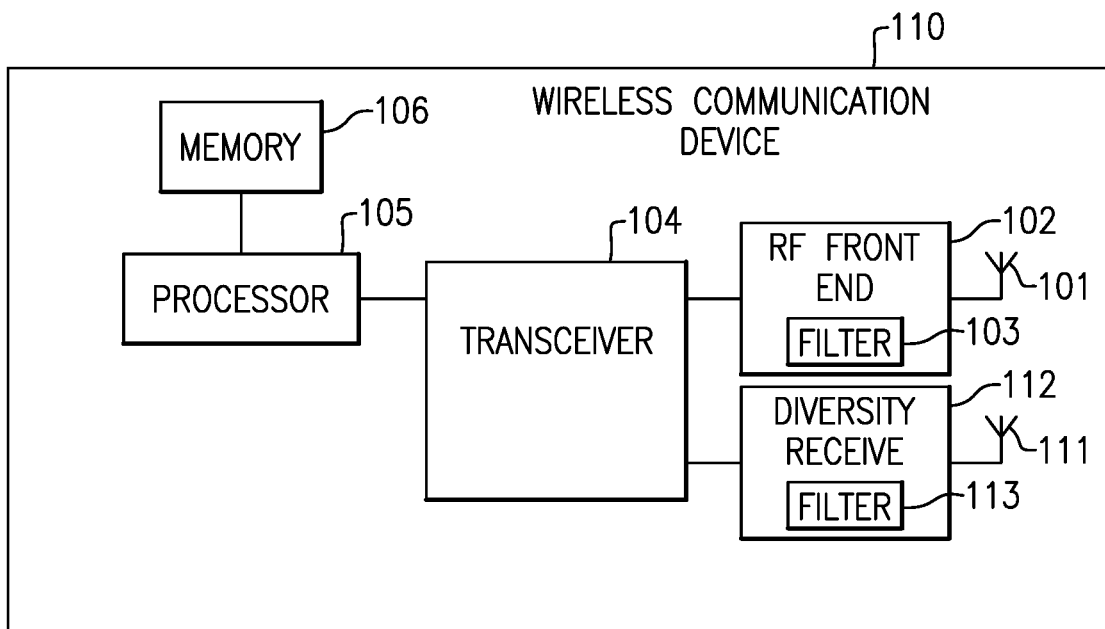 110
WIRELESS COMMUNICATION
DEVICE
106
MEMORY
105
PROCESSOR
104
TRANSCEIVER
102
RF FRONT
END
101
FILTER
103
112
DIVERSITY
RECEIVE
111
FILTER
113